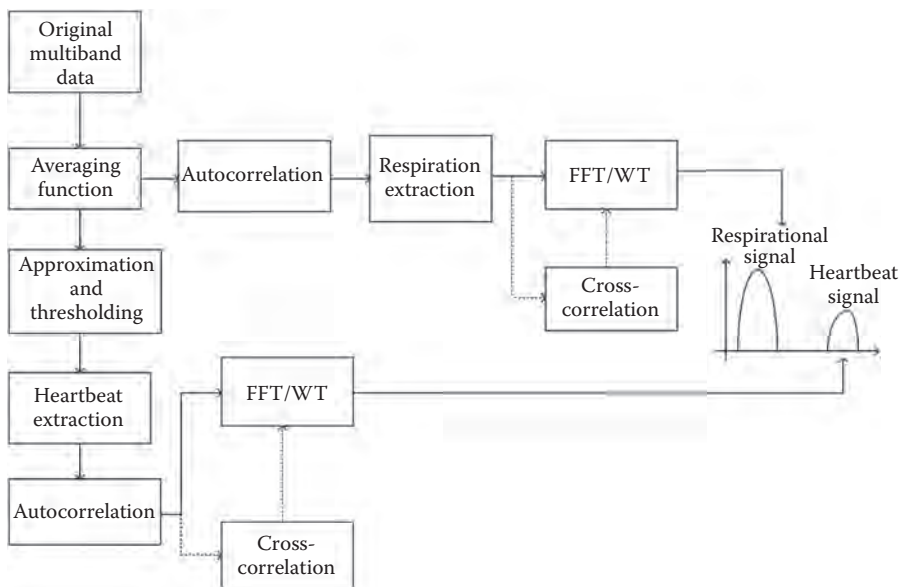 Original
multiband
data
Averaging
function
Autocorrelation
Respiration
extraction
FFT/WT
Respirational
signal
Heartbeat
signal
Cross-
correlation
Approximation
and
thresholding
Heartbeat
extraction
FFT/WT
Autocorrelation
Cross-
correlation